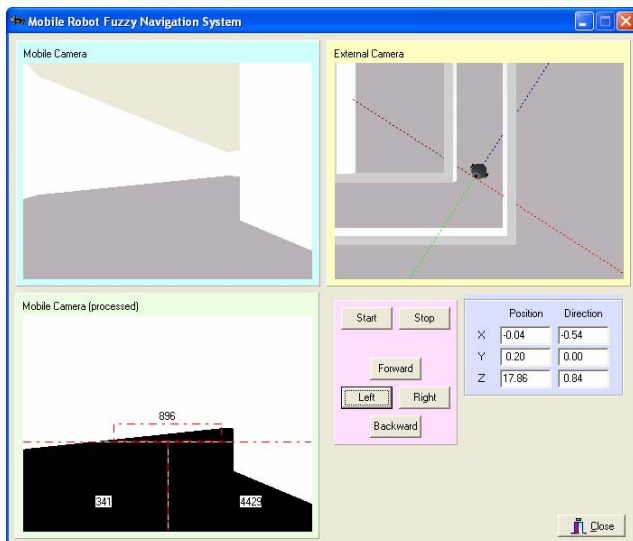 Mobile Robot Fuzzy Navigation System
Mobile Camera
External Camera
Mobile Camera (processed)
896
341
4429
Start Stop
Forward
Left Right
Backward
Position Direction
X -0.04 -0.54
Y 0.20 0.00
Z 17.86 0.84
Close